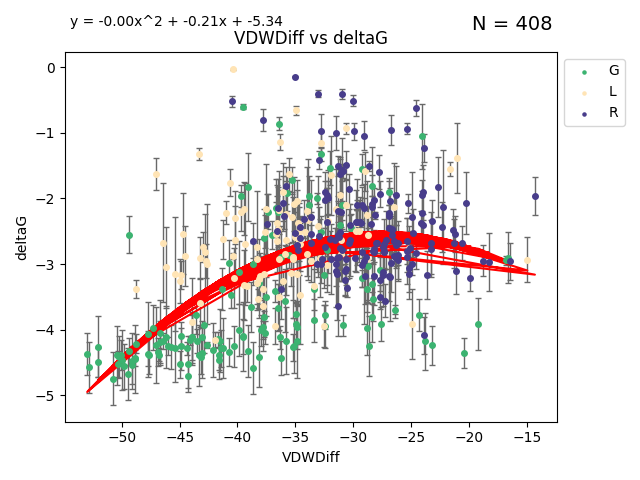 y = -0.00x^2 + -0.21x + -5.34
N = 408
VDWDiff vs deltaG
G
L
R
0
−1
−2
−3
−4
−5
deltaG
−50 −45 −40 −35 −30 −25 −20 −15
VDWDiff